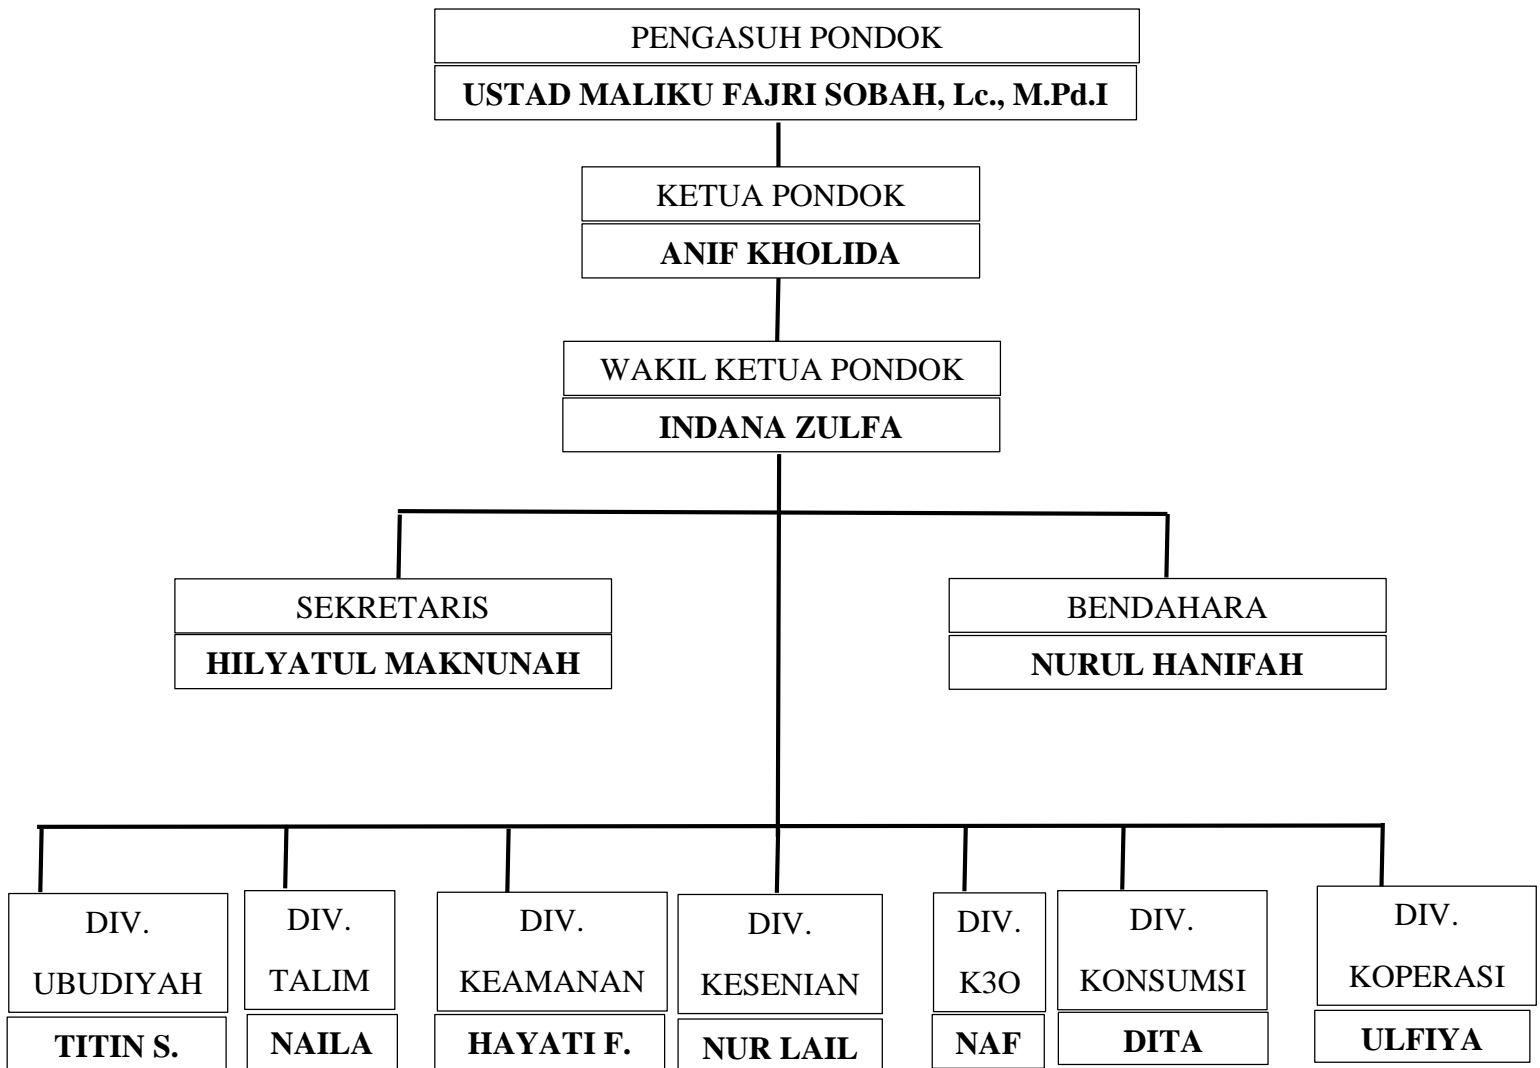 PENGASUH PONDOK
USTAD MALIKU FAJRI SOBAH, Lc., M.Pd.I
KETUA PONDOK
ANIF KHOLIDA
WAKIL KETUA PONDOK
INDANA ZULFA
SEKRETARIS
HILYATUL MAKNUNAH
BENDAHARA
NURUL HANIFAH
DIV.
UBUDIYAH
TITIN S.
DIV.
TALIM
NAILA
DIV.
KEAMANAN
HAYATI F.
DIV.
KESENIAN
NUR LAIL
DIV.
K3O
NAF
DIV.
KONSUMSI
DITA
DIV.
KOPERASI
ULFIYA